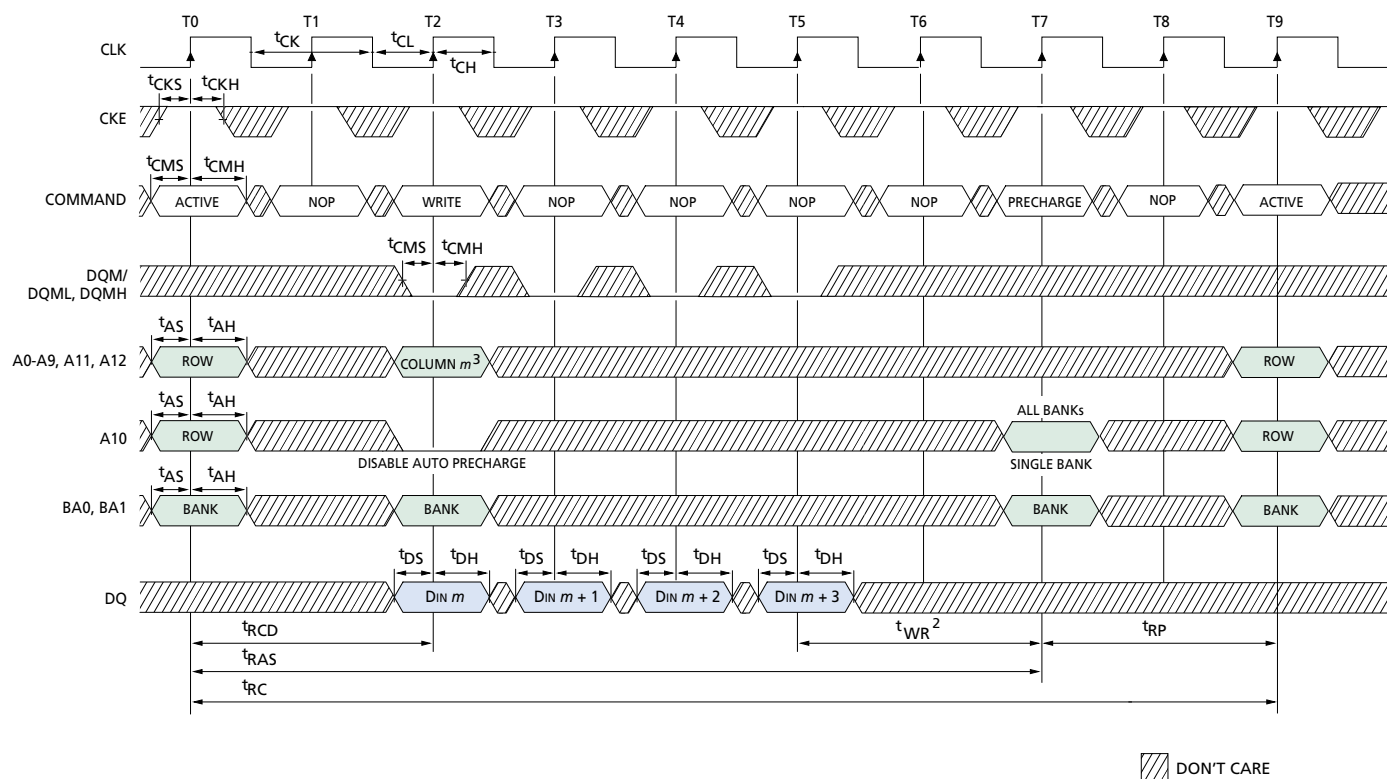 T0 T1 T2 T3 T4 T5 T6 T7 T8 T9
CLK
tCK tCL
tCH
tCKS tCKH
CKE
tCMS tCMH
COMMAND ACTIVE NOP WRITE NOP NOP NOP NOP PRECHARGE NOP ACTIVE
tCMS tCMH
DQM/
DQML, DQMH
tAS tAH
A0-A9, A11, A12 ROW COLUMN m3 ROW
tAS tAH
ALL BANKs
A10 ROW ROW
DISABLE AUTO PRECHARGE SINGLE BANK
tAS tAH
BA0, BA1 BANK BANK BANK BANK
tDS tDH tDS tDH tDS tDH tDS tDH
DQ DIN m DIN m + 1 DIN m + 2 DIN m + 3
tRCD tWR2 tRP
tRAS
tRC
DON'T CARE